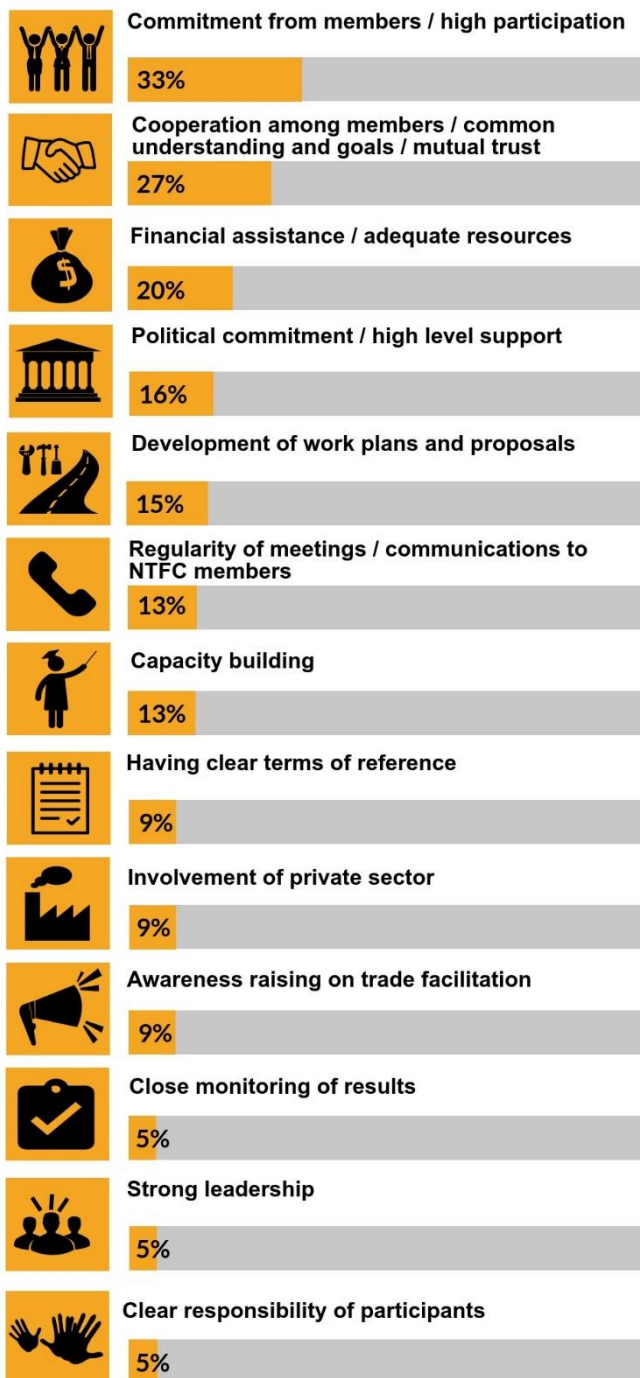 Commitment from members / high participation
33%
Cooperation among members / common
understanding and goals / mutual trust
27%
Financial assistance / adequate resources
$
20%
Political commitment / high level support
16%
Development of work plans and proposals
15%
Regularity of meetings / communications to
NTFC members
13%
Capacity building
13%
Having clear terms of reference
9%
Involvement of private sector
9%
Awareness raising on trade facilitation
9%
Close monitoring of results
5%
Strong leadership
5%
Clear responsibility of participants
5%